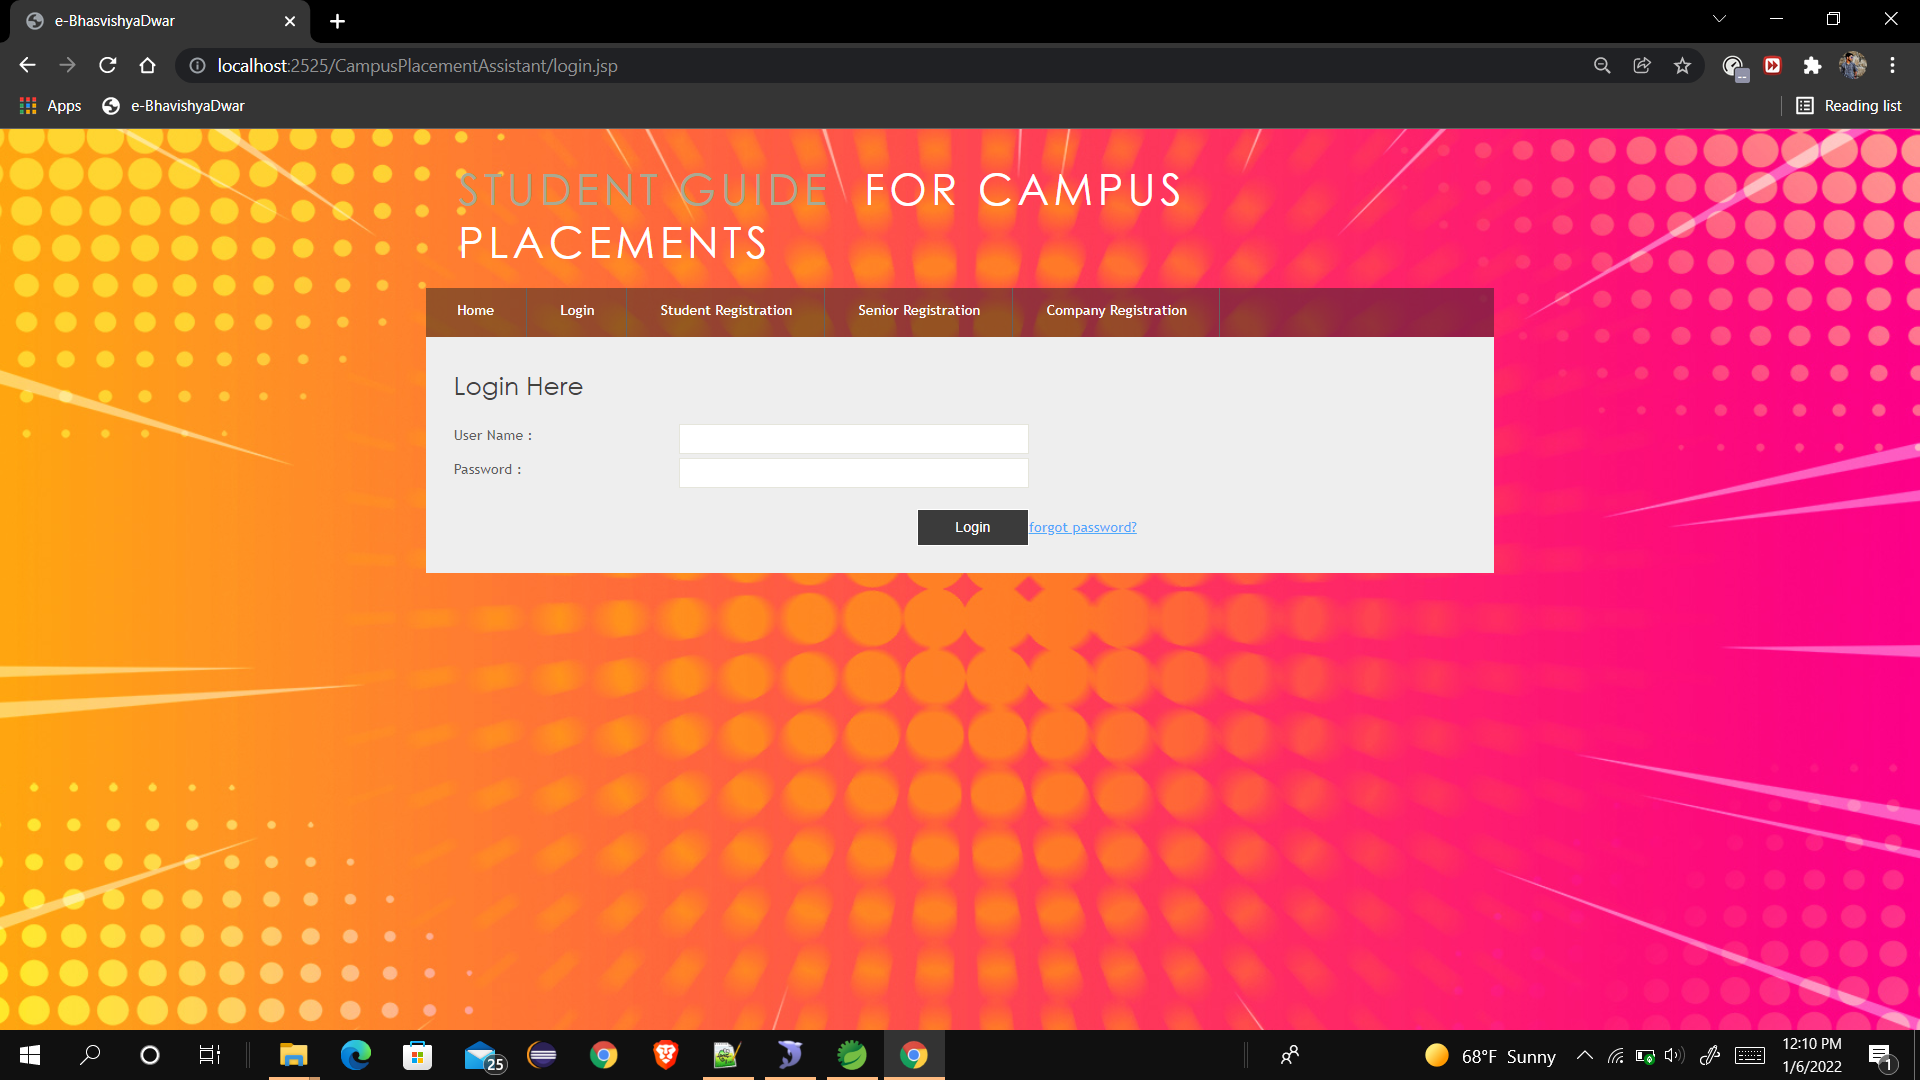 e-BhasvishyaDwar
localhost:2525/CampusPlacementAssistant/login.jsp
Apps
e-BhavishyaDwar
Reading list
STUDENT GUIDE FOR CAMPUS
PLACEMENTS
Home
Login
Student Registration
Senior Registration
Company Registration
Login Here
User Name :
Password :
Login
forgot password?
25
68°F Sunny
12:10 PM
1/6/2022
1